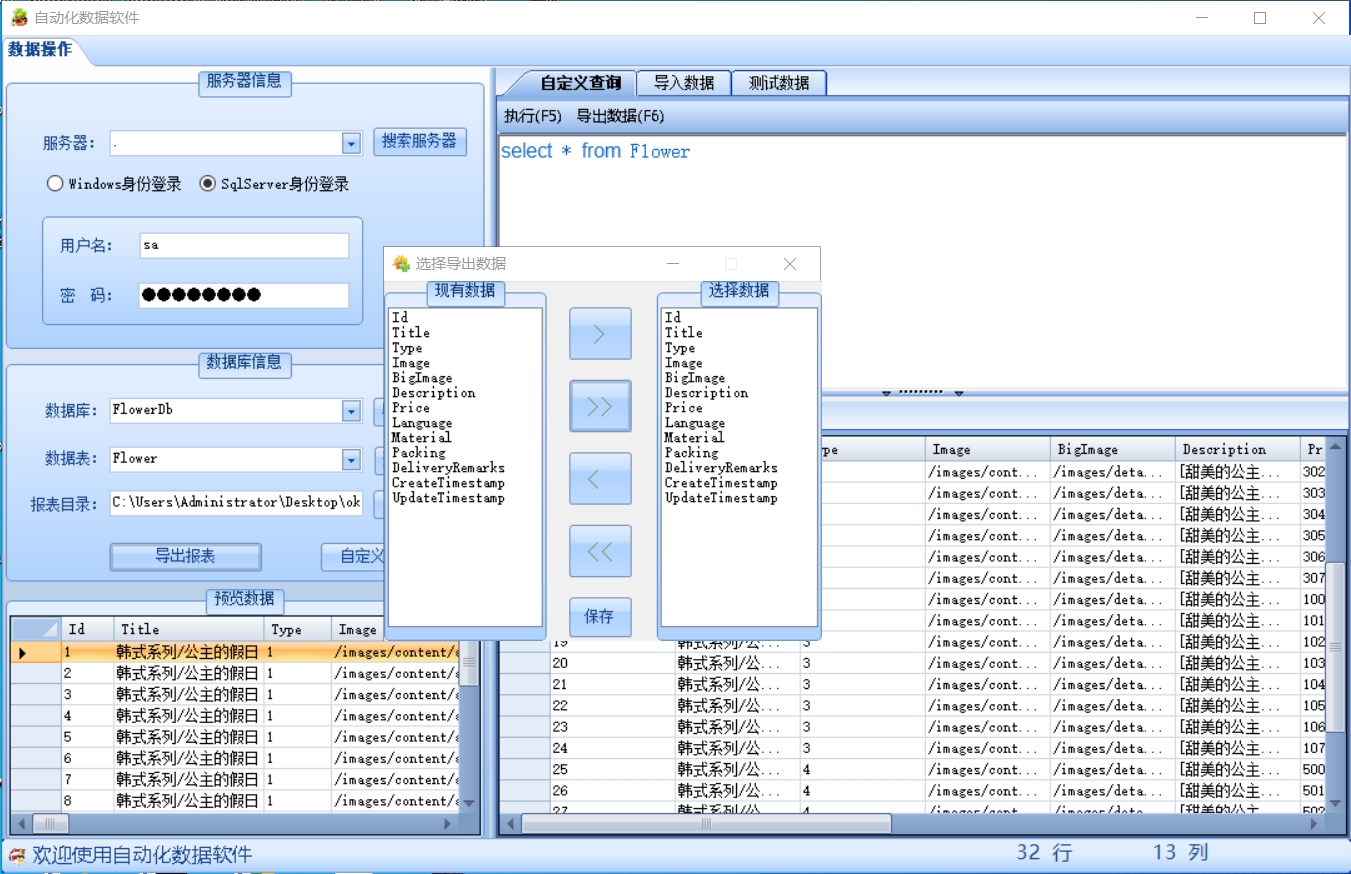 自动化数据软件
数据操作
服务器信息
服务器： .
搜索服务器
Windows身份登录 SqlServer身份登录
用户名： sa
密 码： ●●●●●●●●
数据库信息
数据库： FlowerDb
数据表： Flower
报表目录： C:\Users\Administrator\Desktop\ok
导出报表 自定义
预览数据
Id Title Type Image
1 韩式系列/公主的假日 1 /images/content/
2 韩式系列/公主的假日 1 /images/content/
3 韩式系列/公主的假日 1 /images/content/
4 韩式系列/公主的假日 1 /images/content/
5 韩式系列/公主的假日 1 /images/content/
6 韩式系列/公主的假日 1 /images/content/
7 韩式系列/公主的假日 1 /images/content/
8 韩式系列/公主的假日 1 /images/content/
自定义查询 导入数据 测试数据
执行(F5) 导出数据(F6)
select * from Flower
选择导出数据
现有数据
Id
Title
Type
Image
BigImage
Description
Price
Language
Material
Packing
DeliveryRemarks
CreateTimestamp
UpdateTimestamp
>
>>
<
<<
保存
选择数据
Id
Title
Type
Image
BigImage
Description
Price
Language
Material
Packing
DeliveryRemarks
CreateTimestamp
UpdateTimestamp
pe Image BigImage Description Pr
/images/cont... /images/deta... [甜美的公主... 302
/images/cont... /images/deta... [甜美的公主... 303
/images/cont... /images/deta... [甜美的公主... 304
/images/cont... /images/deta... [甜美的公主... 305
/images/cont... /images/deta... [甜美的公主... 306
/images/cont... /images/deta... [甜美的公主... 307
/images/cont... /images/deta... [甜美的公主... 100
/images/cont... /images/deta... [甜美的公主... 101
19 韩式系列/公... 3 /images/cont... /images/deta... [甜美的公主... 102
20 韩式系列/公... 3 /images/cont... /images/deta... [甜美的公主... 103
21 韩式系列/公... 3 /images/cont... /images/deta... [甜美的公主... 104
22 韩式系列/公... 3 /images/cont... /images/deta... [甜美的公主... 105
23 韩式系列/公... 3 /images/cont... /images/deta... [甜美的公主... 106
24 韩式系列/公... 3 /images/cont... /images/deta... [甜美的公主... 107
25 韩式系列/公... 4 /images/cont... /images/deta... [甜美的公主... 500
26 韩式系列/公... 4 /images/cont... /images/deta... [甜美的公主... 501
27 韩式系列/公... 4 /images/cont... /images/deta... [甜美的公主... 502
欢迎使用自动化数据软件 32 行 13 列